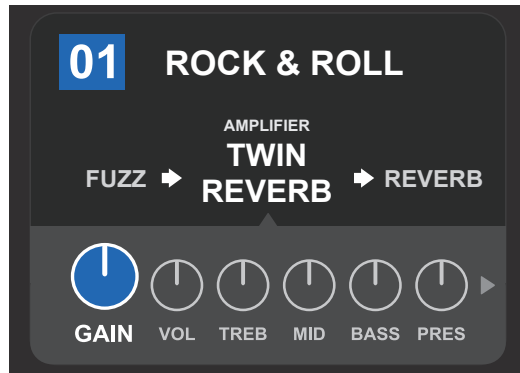 01 ROCK & ROLL
AMPLIFIER
TWIN
FUZZ REVERB REVERB
GAIN VOL TREB MID BASS PRES